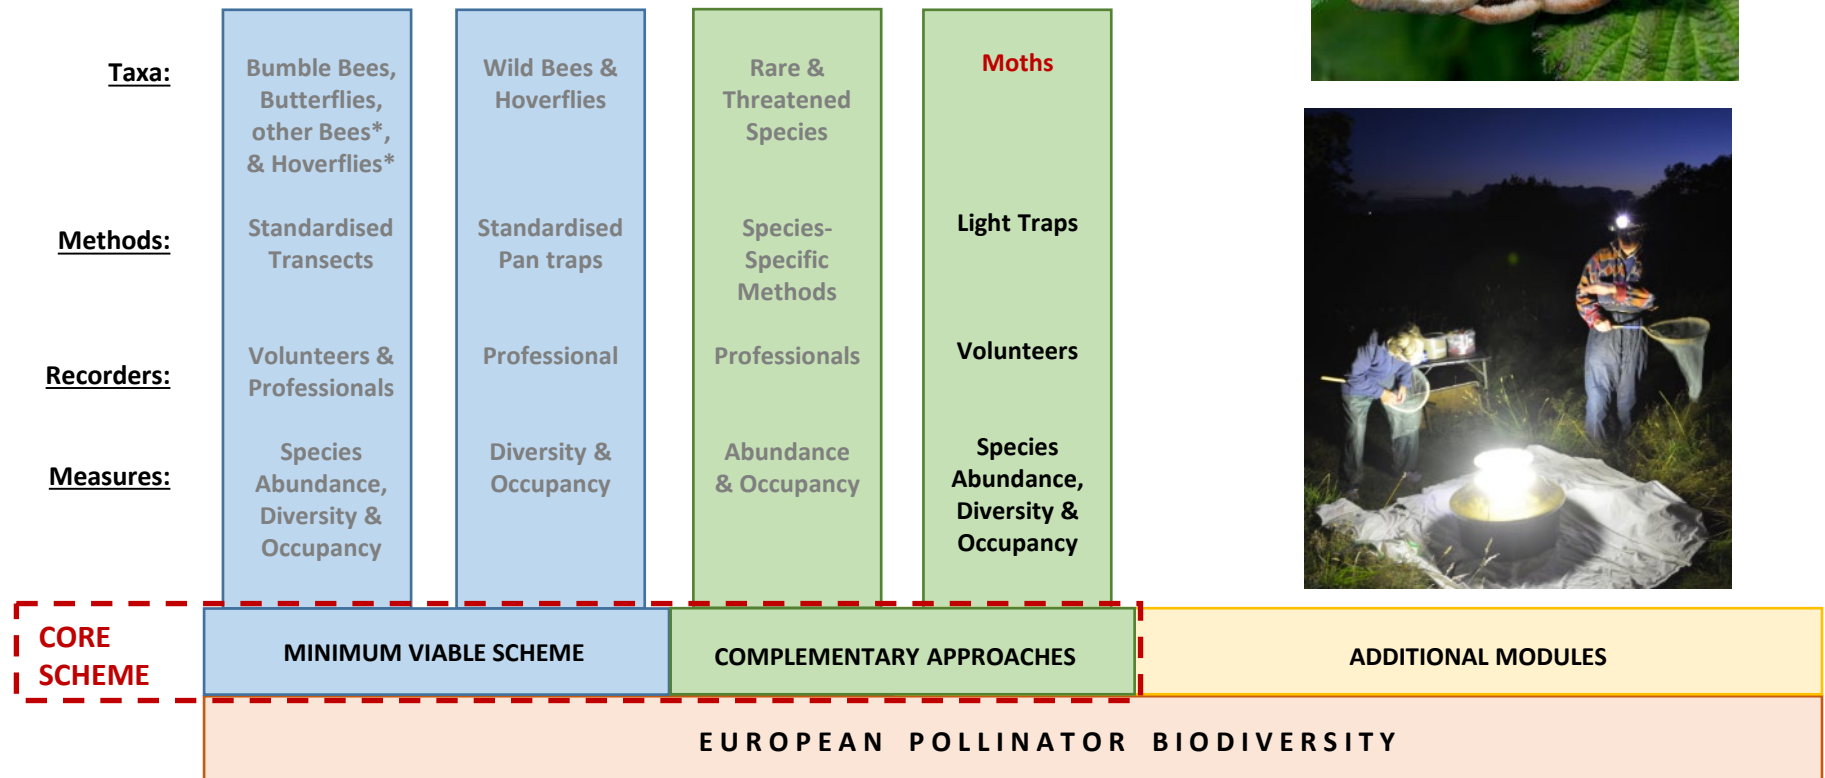 Taxa:
Bumble Bees,
Butterflies,
other Bees*,
& Hoverflies*
Wild Bees &
Hoverflies
Rare &
Threatened
Species
Moths
Methods:
Standardised
Transects
Standardised
Pan traps
Species-
Specific
Methods
Light Traps
Recorders:
Volunteers &
Professionals
Professional
Professionals
Volunteers
Measures:
Species
Abundance,
Diversity &
Occupancy
Diversity &
Occupancy
Abundance
& Occupancy
Species
Abundance,
Diversity &
Occupancy
CORE
SCHEME
MINIMUM VIABLE SCHEME
COMPLEMENTARY APPROACHES
ADDITIONAL MODULES
EUROPEAN POLLINATOR BIODIVERSITY